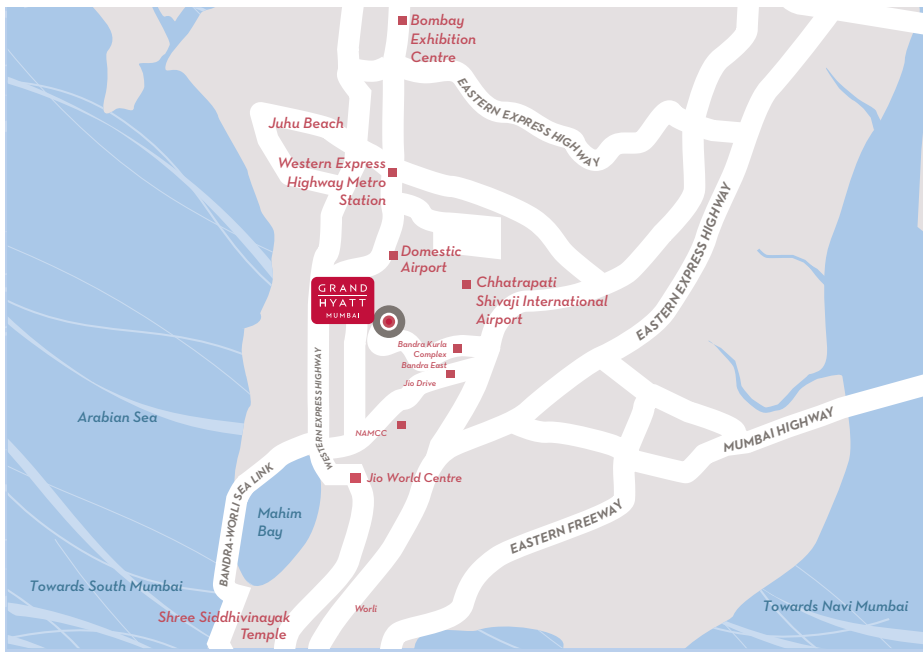 Bombay
Exhibition
Centre
EASTERN EXPRESS HIGHWAY
Juhu Beach
Western Express
Highway Metro
Station
EASTERN EXPRESS HIGHWAY
Domestic
Airport
Chhatrapati
Shivaji International
Airport
GRAND
HYATT
MUMBAI
Bandra Kurla
Complex
Bandra East
Jio Drive
WESTERN EXPRESS HIGHWAY
Arabian Sea
NAMCC
MUMBAI HIGHWAY
Jio World Centre
BANDRA-WORLI SEA LINK
Mahim
Bay
EASTERN FREEWAY
Towards South Mumbai
Shree Siddhivinayak
Temple
Worli
Towards Navi Mumbai